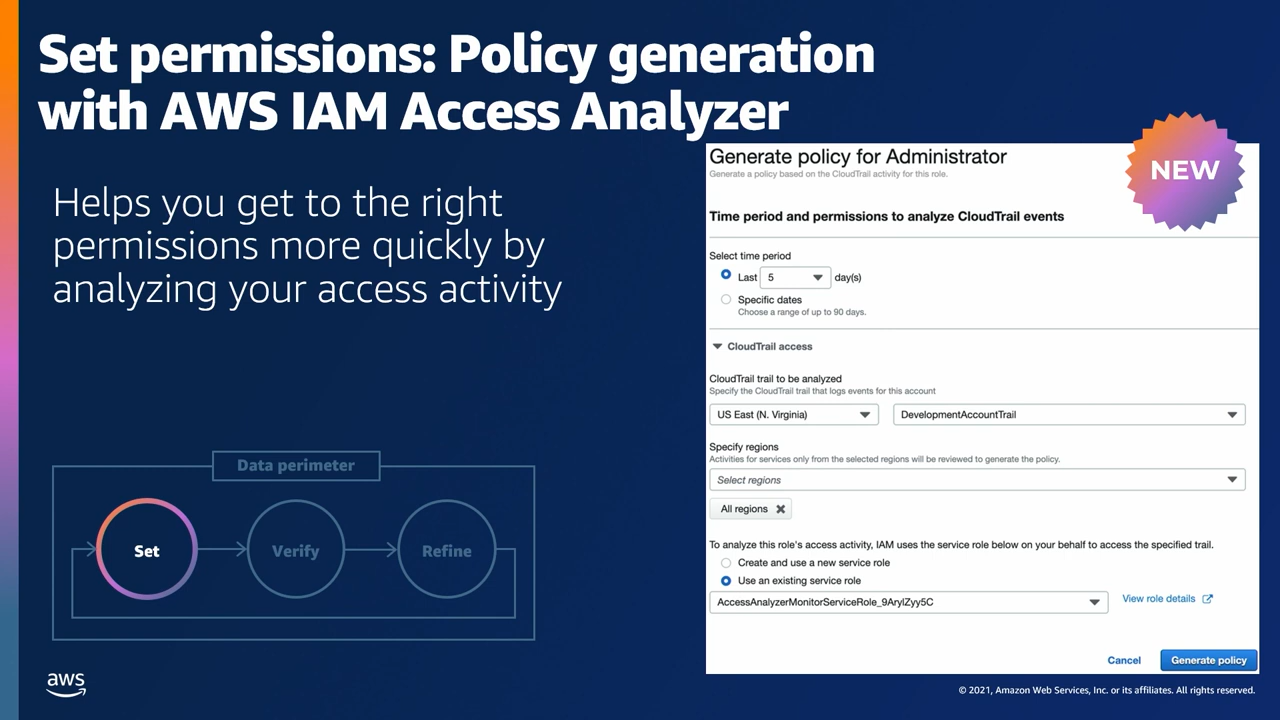 Set permissions: Policy generation
with AWS IAM Access Analyzer
Helps you get to the right
permissions more quickly by
analyzing your access activity
Data perimeter
Set
Verify
Refine
aws
NEW
Generate policy for Administrator
Generate a policy based on the CloudTrail activity for this role.
Time period and permissions to analyze CloudTrail events
Select time period
Last 5 day(s)
Specific dates
Choose a range of up to 90 days.
CloudTrail access
CloudTrail trail to be analyzed
Specify the CloudTrail trail that logs events for this account
US East (N. Virginia) DevelopmentAccountTrail
Specify regions
Activities for services only from the selected regions will be reviewed to generate the policy.
Select regions
All regions
To analyze this role's access activity, IAM uses the service role below on your behalf to access the specified trail.
Create and use a new service role
Use an existing service role
AccessAnalyzerMonitorServiceRole_9ArylZyy5C View role details
Cancel Generate policy
© 2021, Amazon Web Services, Inc. or its affiliates. All rights reserved.